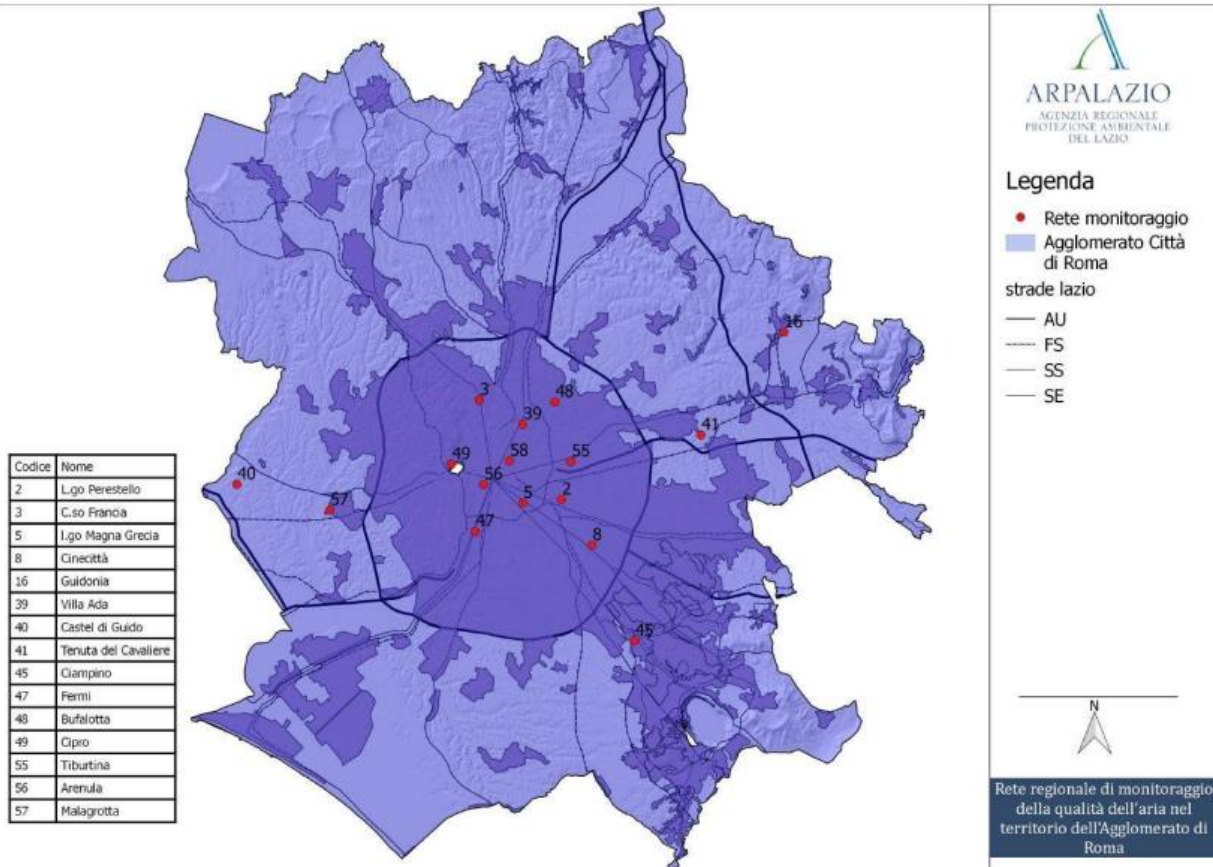 ARPALAZIO
AGENZIA REGIONALE
PROTEZIONE AMBIENTALE
DEL LAZIO
Legenda
Rete monitoraggio
Agglomerato Città
di Roma
strade lazio
AU
FS
SS
SE
16
3
48
39
41
49
58
55
40
56
57
5
2
47
8
45
Codice Nome
2 L.go Perestello
3 C.so Francia
5 l.go Magna Grecia
8 Cinecittà
16 Guidonia
39 Villa Ada
40 Castel di Guido
41 Tenuta del Cavaliere
45 Ciampino
47 Fermi
48 Bufalotta
49 Cipro
55 Tiburtina
56 Arenula
57 Malagrotta
N
Rete regionale di monitoraggio
della qualità dell'aria nel
territorio dell'Agglomerato di
Roma